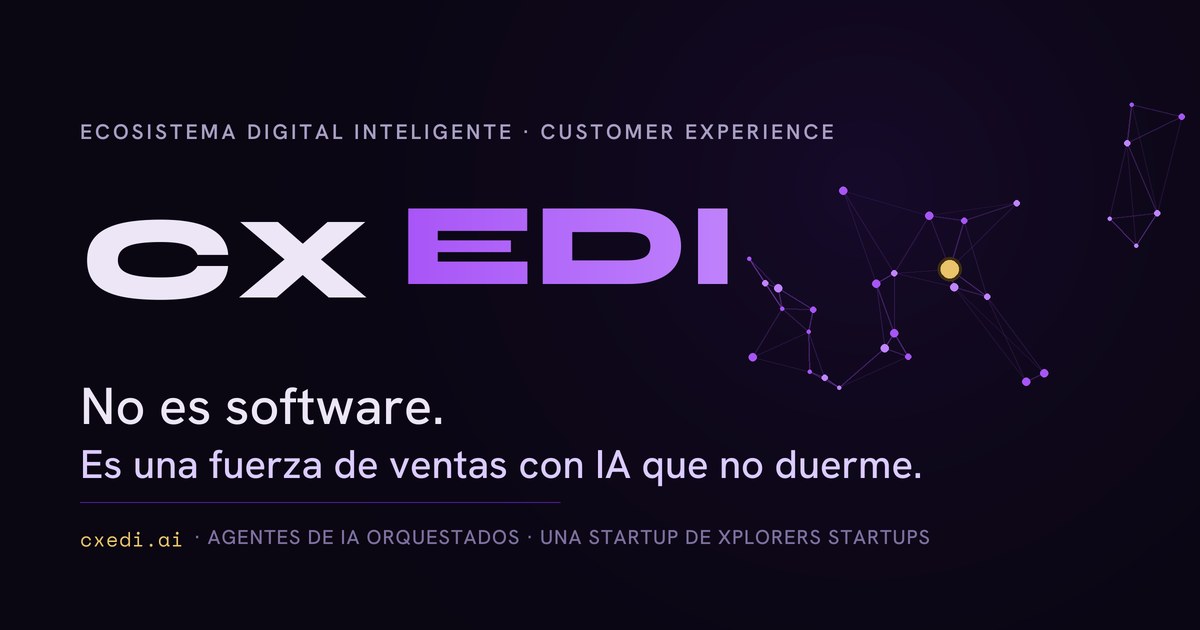 ECOSISTEMA DIGITAL INTELIGENTE · CUSTOMER EXPERIENCE
CX EDI
No es software.
Es una fuerza de ventas con IA que no duerme.
cxedi.ai · AGENTES DE IA ORQUESTADOS · UNA STARTUP DE XPLORERS STARTUPS